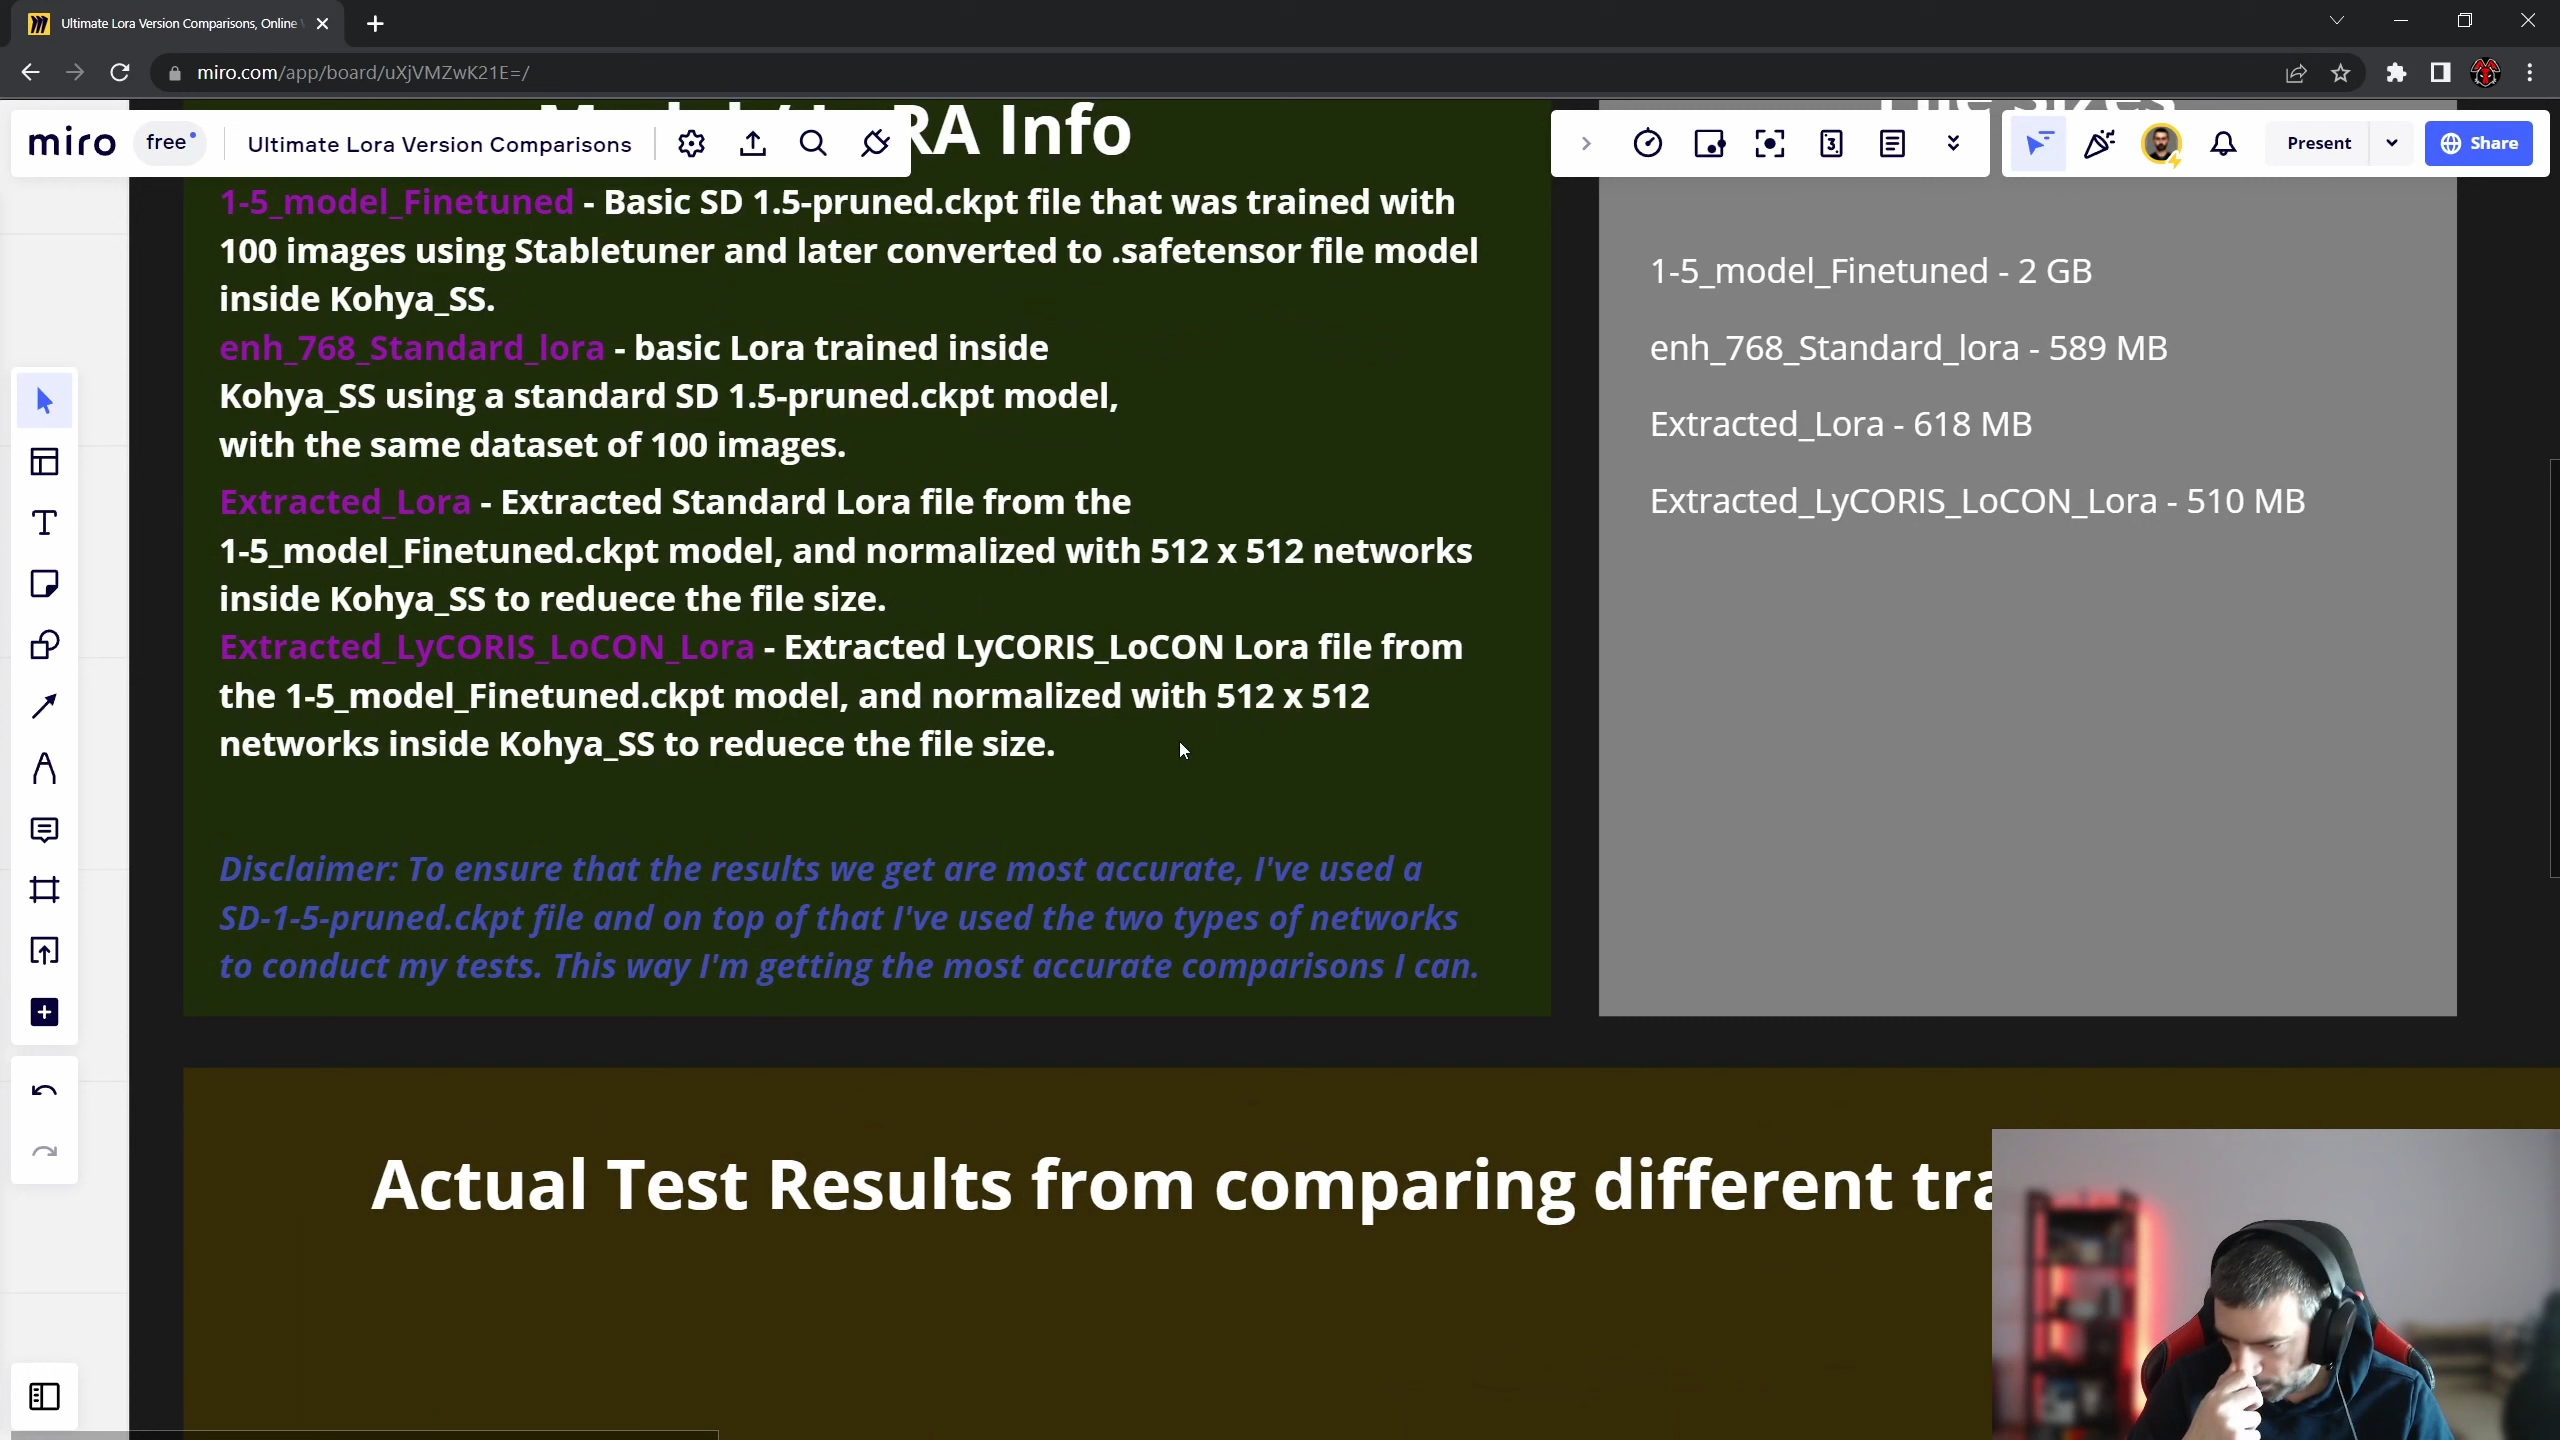 Ultimate Lora Version Comparisons, Online
miro.com/app/board/uXjVMZwK21E=/
miro
free
Ultimate Lora Version Comparisons
RA Info
File Sizes
3
Present
Share
1-5_model_Finetuned - Basic SD 1.5-pruned.ckpt file that was trained with
100 images using Stabletuner and later converted to .safetensor file model
inside Kohya_SS.
enh_768_Standard_lora - basic Lora trained inside
Kohya_SS using a standard SD 1.5-pruned.ckpt model,
with the same dataset of 100 images.
Extracted_Lora - Extracted Standard Lora file from the
1-5_model_Finetuned.ckpt model, and normalized with 512 x 512 networks
inside Kohya_SS to reduece the file size.
Extracted_LyCORIS_LoCON_Lora - Extracted LyCORIS_LoCON Lora file from
the 1-5_model_Finetuned.ckpt model, and normalized with 512 x 512
networks inside Kohya_SS to reduece the file size.
Disclaimer: To ensure that the results we get are most accurate, I've used a
SD-1-5-pruned.ckpt file and on top of that I've used the two types of networks
to conduct my tests. This way I'm getting the most accurate comparisons I can.
1-5_model_Finetuned - 2 GB
enh_768_Standard_lora - 589 MB
Extracted_Lora - 618 MB
Extracted_LyCORIS_LoCON_Lora - 510 MB
Actual Test Results from comparing different tra